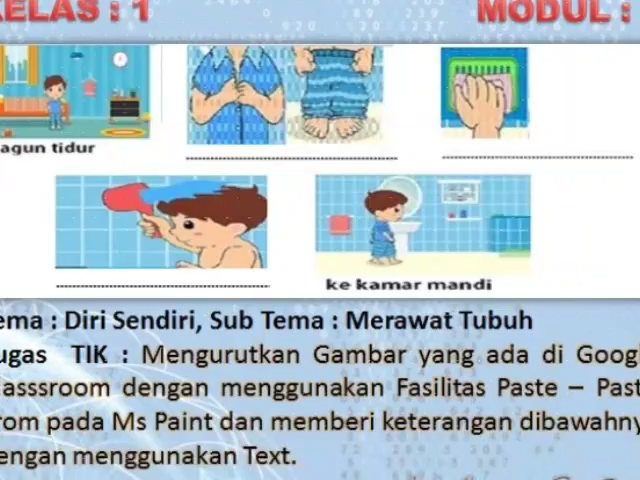 KELAS : 1 MODUL :
agun tidur
ke kamar mandi
ema : Diri Sendiri, Sub Tema : Merawat Tubuh
ugas TIK : Mengurutkan Gambar yang ada di Googl
lasssroom dengan menggunakan Fasilitas Paste – Past
rom pada Ms Paint dan memberi keterangan dibawahny
engan menggunakan Text.